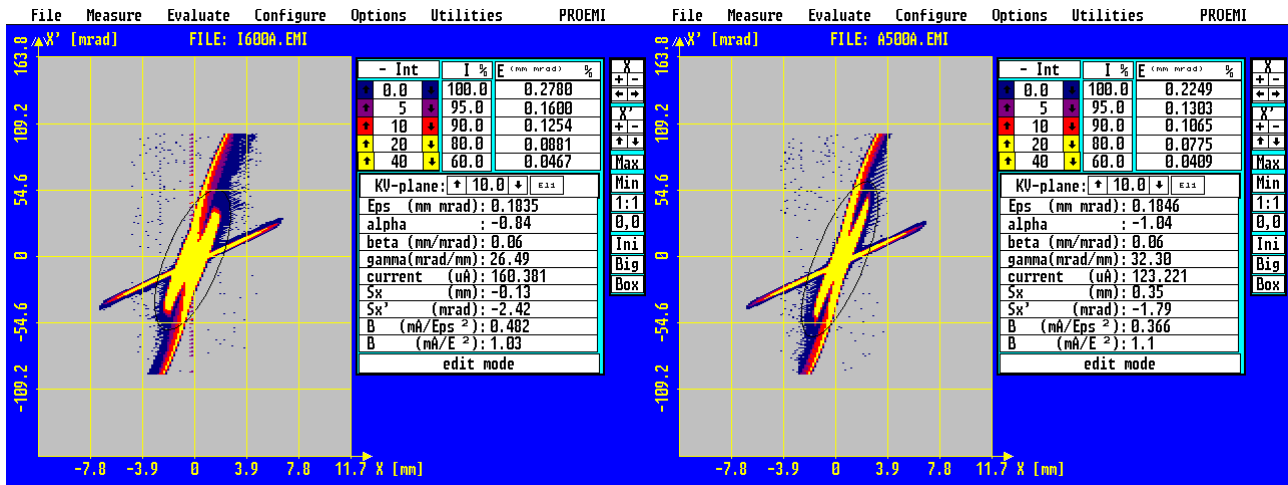 File Measure Evaluate Configure Options Utilities PROEMI
X' [mrad] FILE: I600A.EMI
163.8
109.2
54.6
0
-54.6
-109.2
-7.8 -3.9 0 3.9 7.8 11.7 X [mm]
- Int I % E (mm mrad) %
0.0 100.0 0.2780
5 95.0 0.1600
10 90.0 0.1254
20 80.0 0.0881
40 60.0 0.0467
KV-plane: 10.0 Ell
Eps (mm mrad): 0.1835
alpha : -0.84
beta (mm/mrad): 0.06
gamma(mrad/mm): 26.49
current (uA): 160.381
Sx (mm): -0.13
Sx' (mrad): -2.42
B (mA/Eps ²): 0.482
B (mA/E ²): 1.03
edit mode
X
+ -
X'
+ -
Max
Min
1:1
0,0
Ini
Big
Box
File Measure Evaluate Configure Options Utilities PROEMI
X' [mrad] FILE: A500A.EMI
163.8
109.2
54.6
0
-54.6
-109.2
-7.8 -3.9 0 3.9 7.8 11.7 X [mm]
- Int I % E (mm mrad) %
0.0 100.0 0.2249
5 95.0 0.1303
10 90.0 0.1065
20 80.0 0.0775
40 60.0 0.0409
KV-plane: 10.0 Ell
Eps (mm mrad): 0.1846
alpha : -1.04
beta (mm/mrad): 0.06
gamma(mrad/mm): 32.30
current (uA): 123.221
Sx (mm): 0.35
Sx' (mrad): -1.79
B (mA/Eps ²): 0.366
B (mA/E ²): 1.1
edit mode
X
+ -
X'
+ -
Max
Min
1:1
0,0
Ini
Big
Box